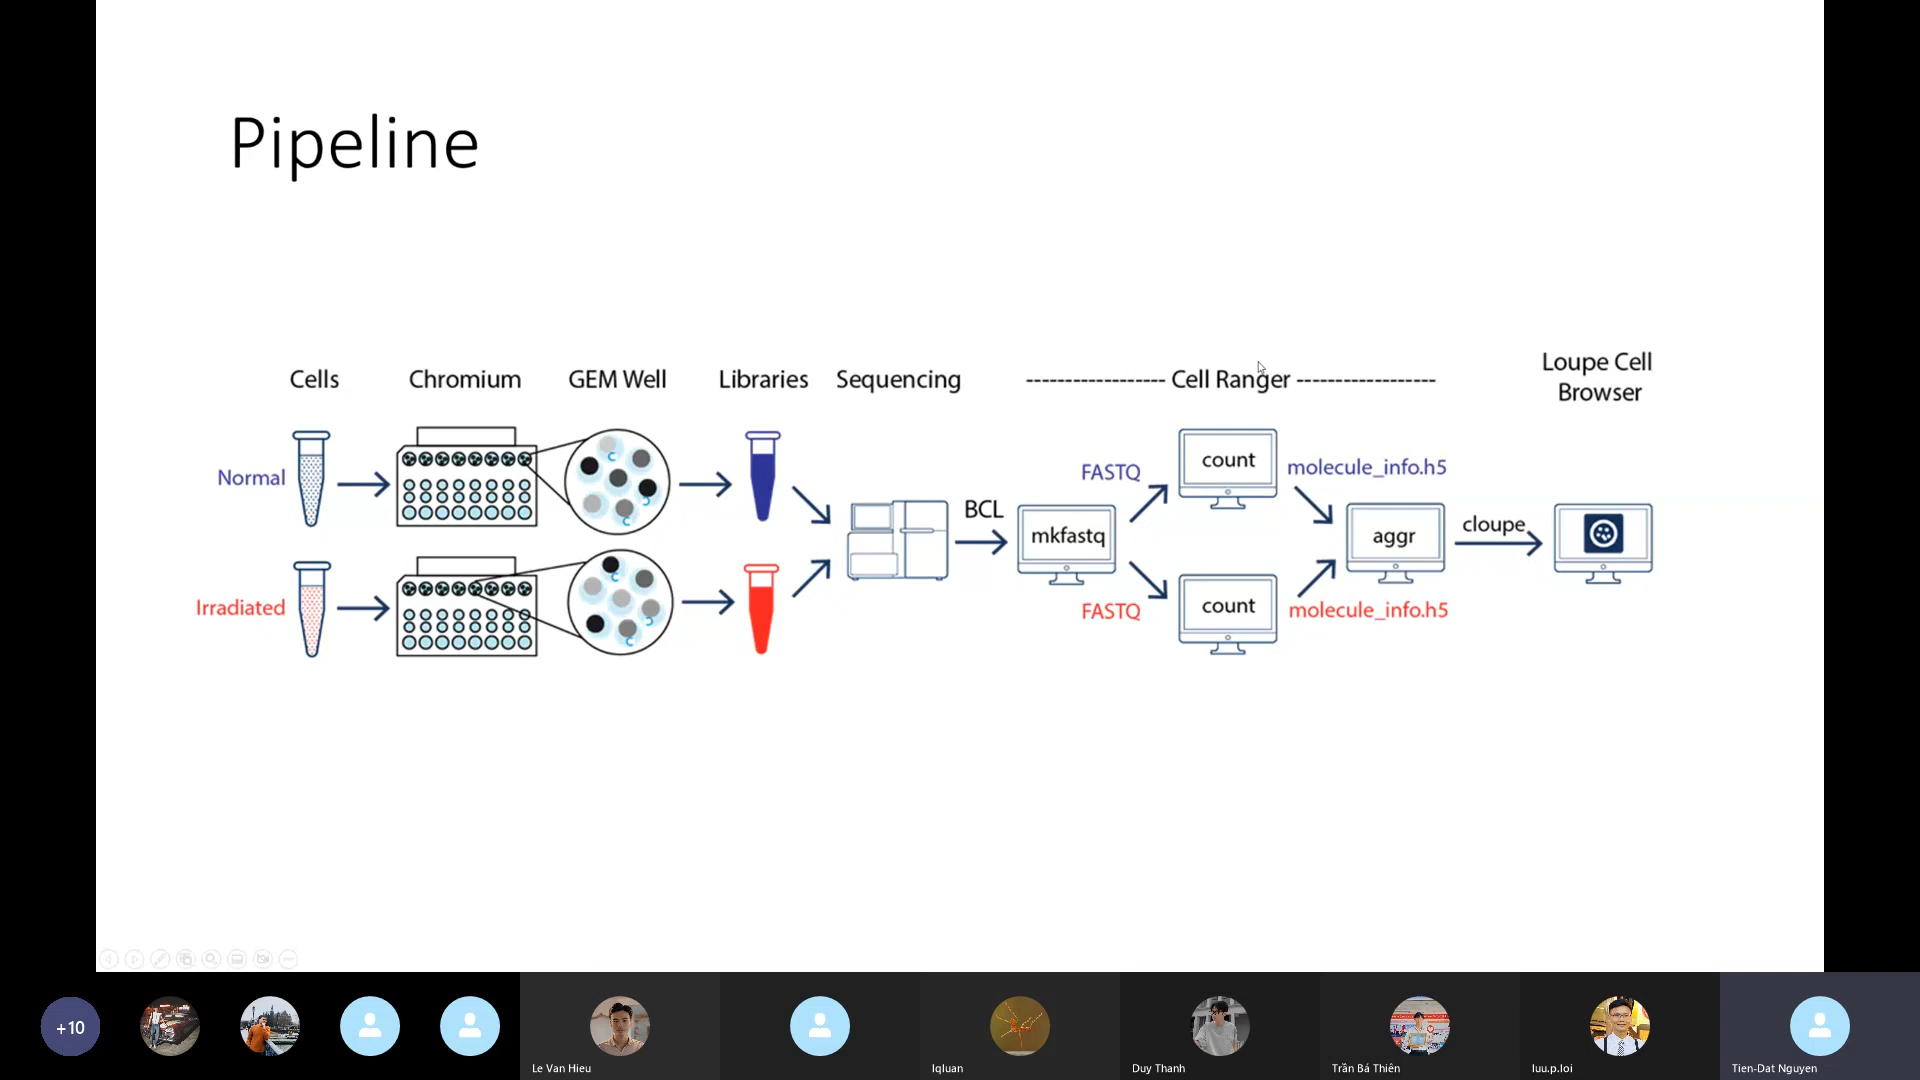 Pipeline
Cells
Chromium
GEM Well
Libraries
Sequencing
------------------ Cell Ranger ------------------
Loupe Cell
Browser
Normal
Irradiated
BCL
mkfastq
FASTQ
FASTQ
count
count
molecule_info.h5
molecule_info.h5
aggr
cloupe
+10
Le Van Hieu
lqluan
Duy Thanh
Trần Bá Thiên
luu.p.loi
Tien-Dat Nguyen